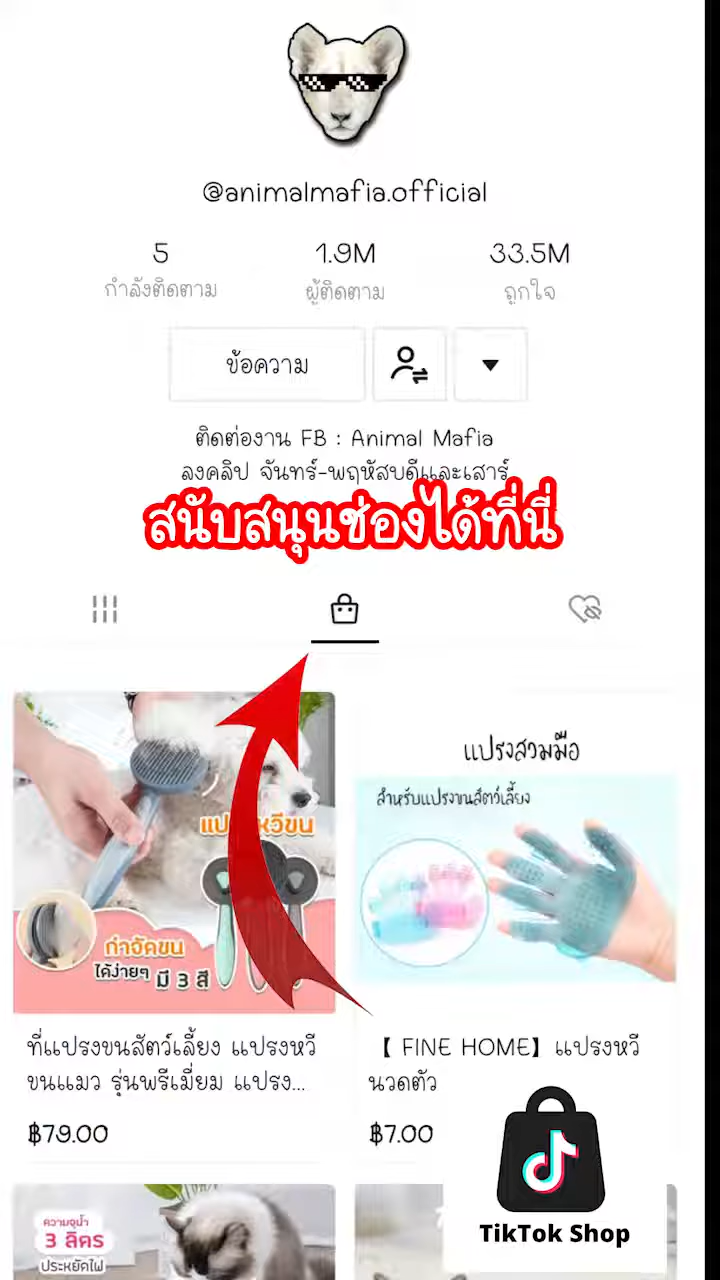 @animalmafia.official
5 1.9M 33.5M
กำลังติดตาม ผู้ติดตาม ถูกใจ
ข้อความ
ติดต่องาน FB : Animal Mafia
ลงคลิป จันทร์-พฤหัสบดีและเสาร์
สนับสนุนช่องได้ที่นี่
แปรงสวมมือ
สำหรับแปรงขนสัตว์เลี้ยง
กำจัดขน
ได้ง่ายๆ มี 3 สี
ที่แปรงขนสัตว์เลี้ยง แปรงหวี
ขนแมว รุ่นพรีเมี่ยม แปรง...
฿79.00
【 FINE HOME】 แปรงหวี
นวดตัว
฿7.00
TikTok Shop
ความจุน้ำ
3 ลิตร
ประหยัดไฟ